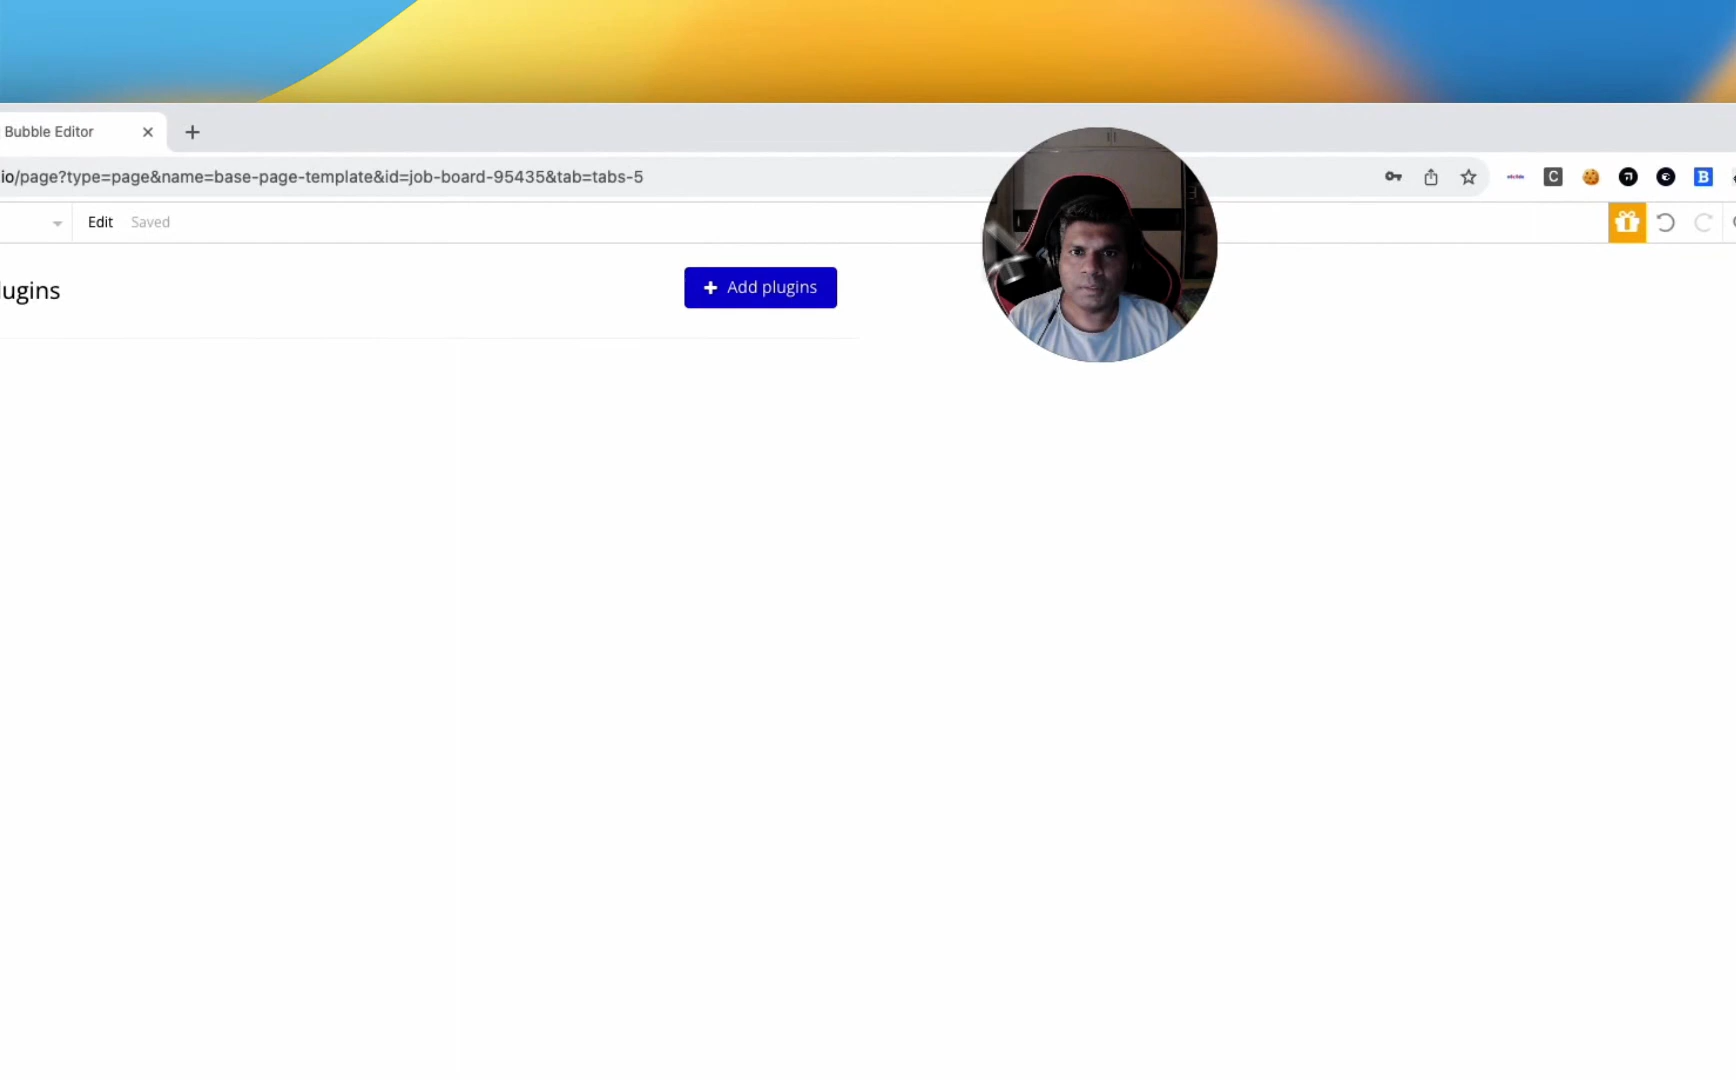 Bubble Editor
io/page?type=page&name=base-page-template&id=job-board-95435&tab=tabs-5
C
B
Edit Saved
lugins
Add plugins